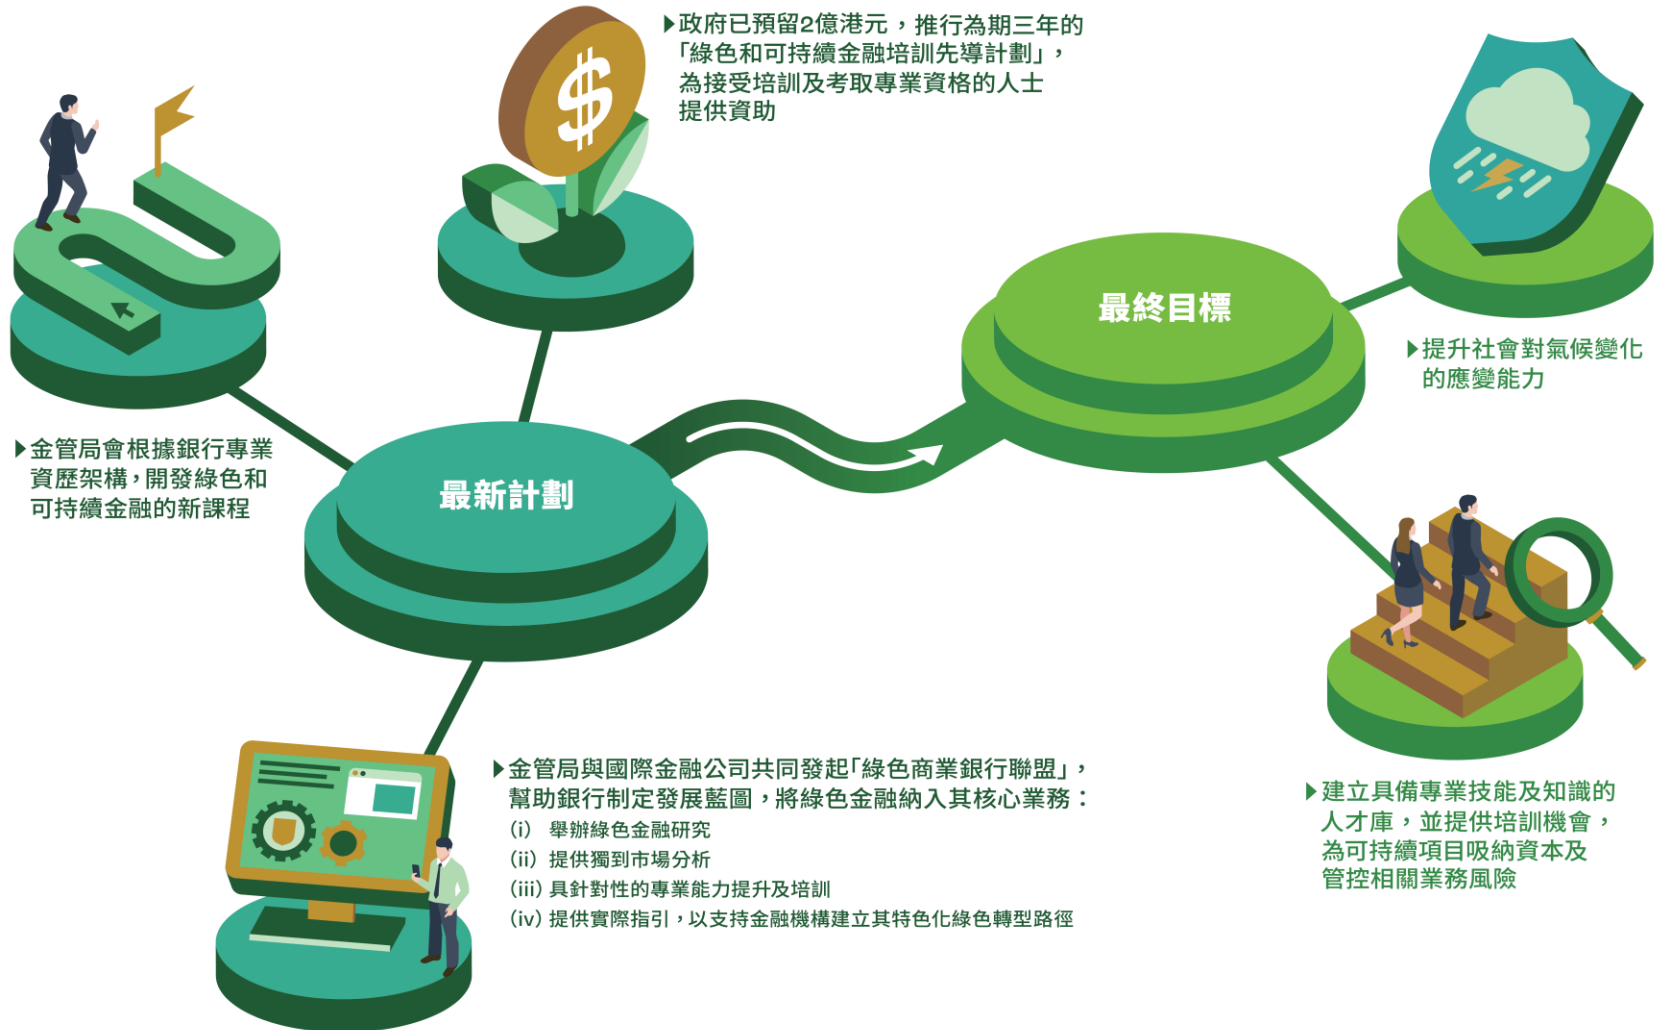 ▶政府已預留2億港元，推行為期三年的
「綠色和可持續金融培訓先導計劃」，
為接受培訓及考取專業資格的人士
提供資助
$
最終目標
▶提升社會對氣候變化
的應變能力
▶金管局會根據銀行專業
資歷架構，開發綠色和
可持續金融的新課程
最新計劃
▶金管局與國際金融公司共同發起「綠色商業銀行聯盟」，
幫助銀行制定發展藍圖，將綠色金融納入其核心業務：
(i) 舉辦綠色金融研究
(ii) 提供獨到市場分析
(iii) 具針對性的專業能力提升及培訓
(iv) 提供實際指引，以支持金融機構建立其特色化綠色轉型路徑
▶建立具備專業技能及知識的
人才庫，並提供培訓機會，
為可持續項目吸納資本及
管控相關業務風險